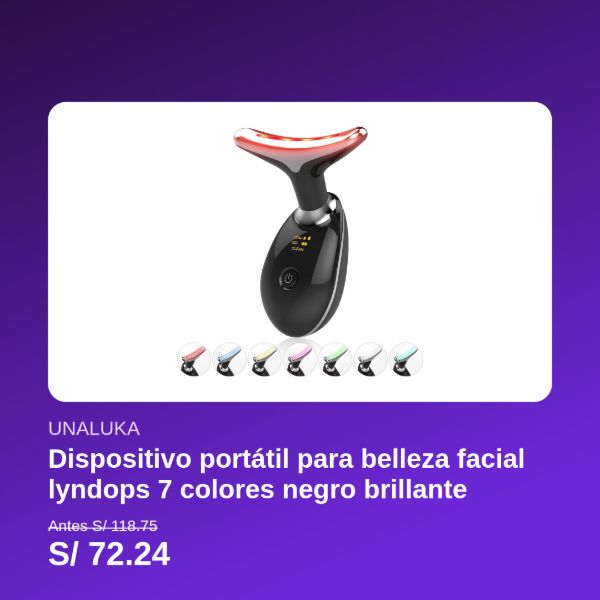 UNALUKA
Dispositivo portátil para belleza facial
lyndops 7 colores negro brillante
Antes S/ 118.75
S/ 72.24